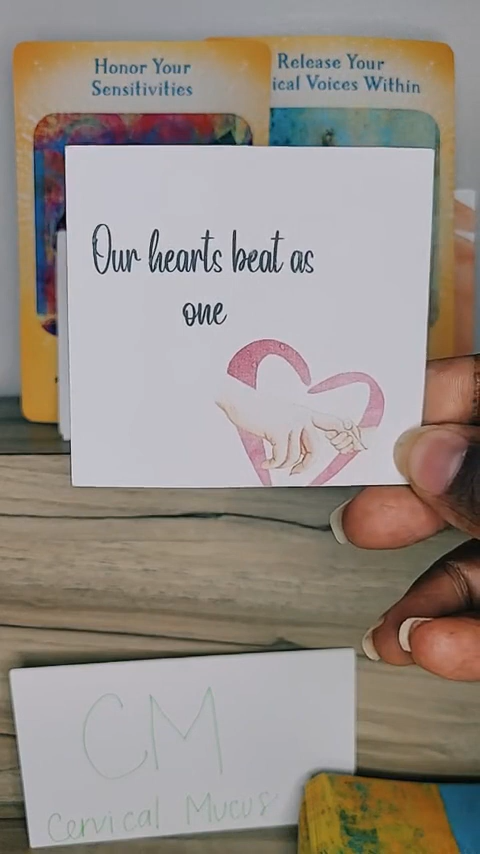 Honor Your
Sensitivities
Release Your
ical Voices Within
Our hearts beat as
one
CM
Cervical Mucus